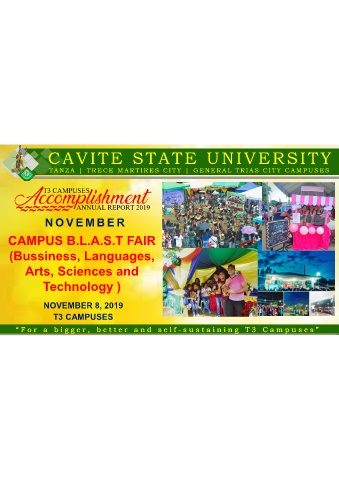 CAVITE STATE UNIVERSITY
TANZA | TRECE MARTIRES CITY | GENERAL TRIAS CITY CAMPUSES
T3 CAMPUSES
Accomplishment
ANNUAL REPORT 2019
NOVEMBER
CAMPUS B.L.A.S.T FAIR
(Bussiness, Languages,
Arts, Sciences and
Technology )
NOVEMBER 8, 2019
T3 CAMPUSES
"For a bigger, better and self-sustaining T3 Campuses"